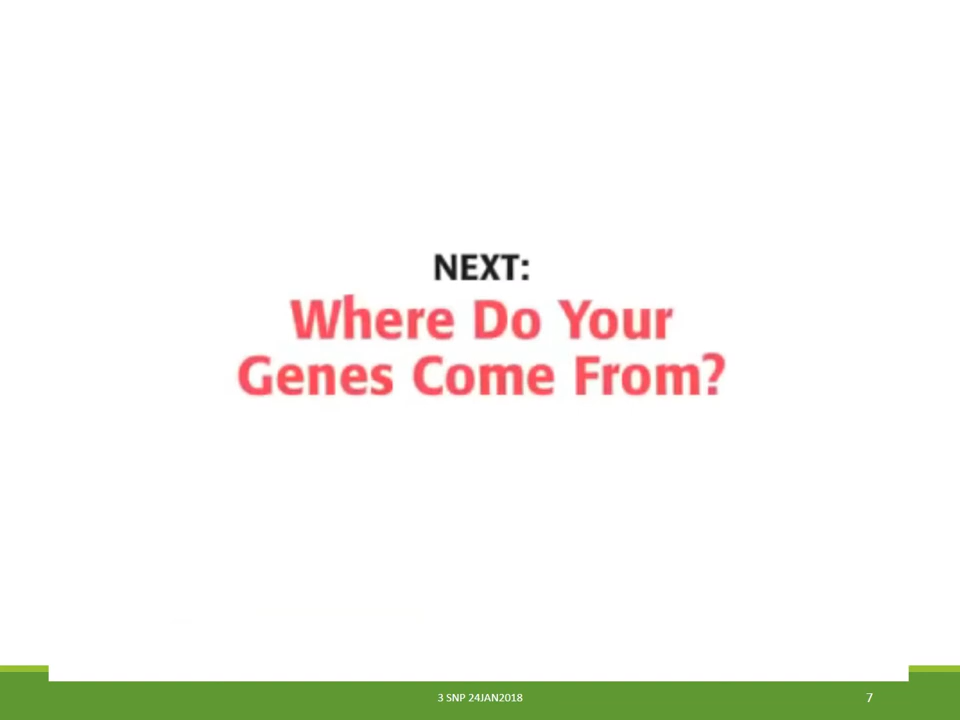 NEXT:
Where Do Your
Genes Come From?
3 SNP 24JAN2018
7